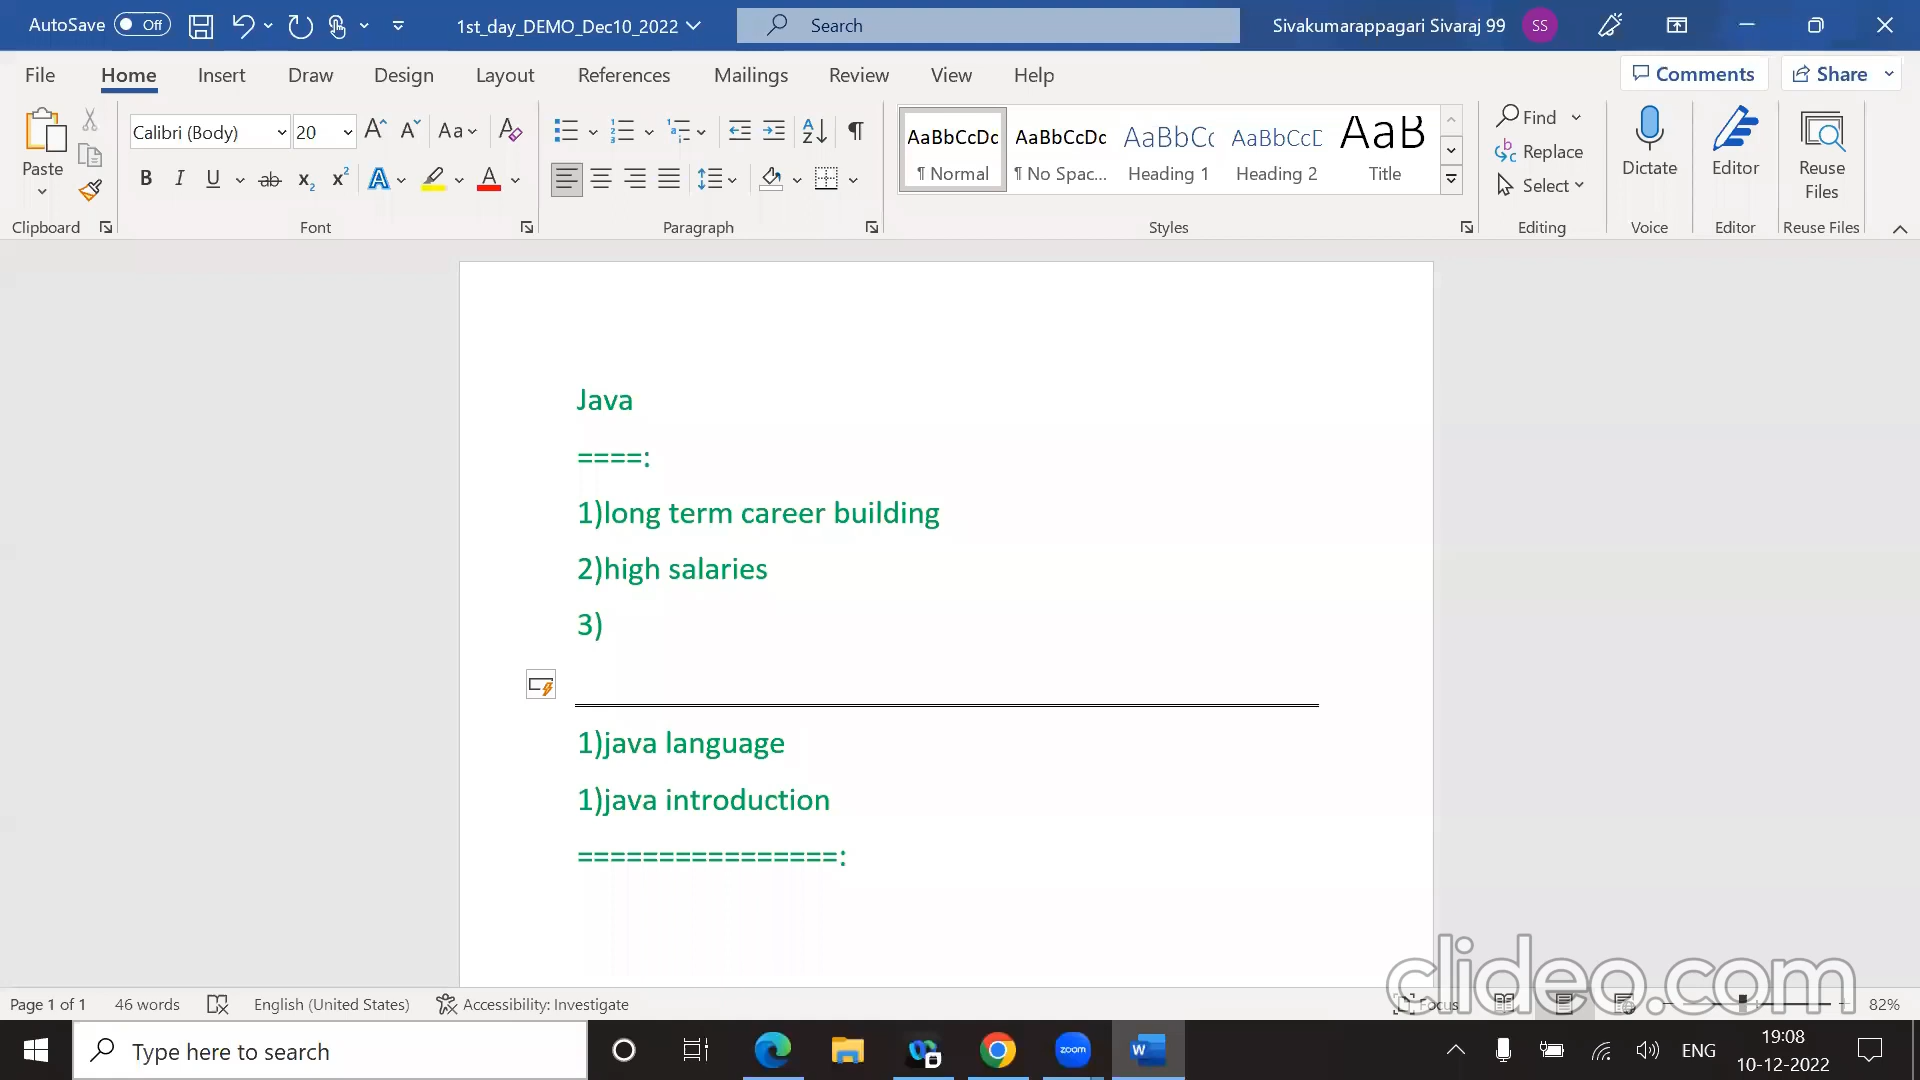 AutoSave Off 1st_day_DEMO_Dec10_2022 Search Sivakumarappagari Sivaraj 99 SS
File Home Insert Draw Design Layout References Mailings Review View Help Comments Share
Paste Calibri (Body) 20 A A Aa A
B I U ab x2 x2 A A
AaBbCcDc AaBbCcDc AaBbCc AaBbCcD AaB
¶ Normal ¶ No Spac... Heading 1 Heading 2 Title
Find
Replace
Select
Dictate Editor Reuse Files
Clipboard Font Paragraph Styles Editing Voice Editor Reuse Files
Java
====:
1)long term career building
2)high salaries
3)
1)java language
1)java introduction
================:
clideo.com
Page 1 of 1 46 words English (United States) Accessibility: Investigate Focus 82%
Type here to search zoom W ENG 19:08
10-12-2022